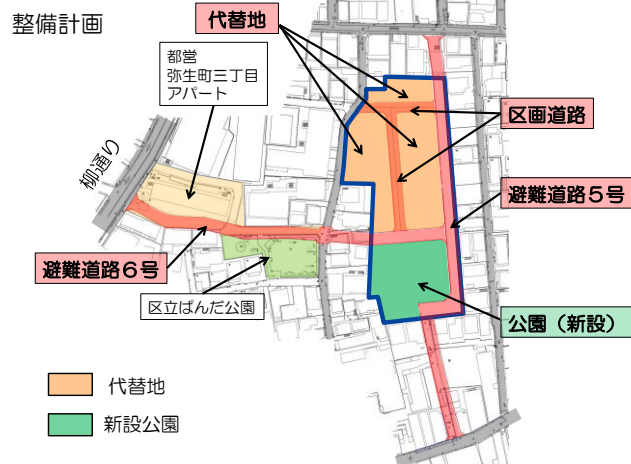 整備計画
代替地
都営
弥生町三丁目
アパート
区画道路
柳通り
避難道路5号
避難道路6号
区立ぱんだ公園
公園（新設）
代替地
新設公園